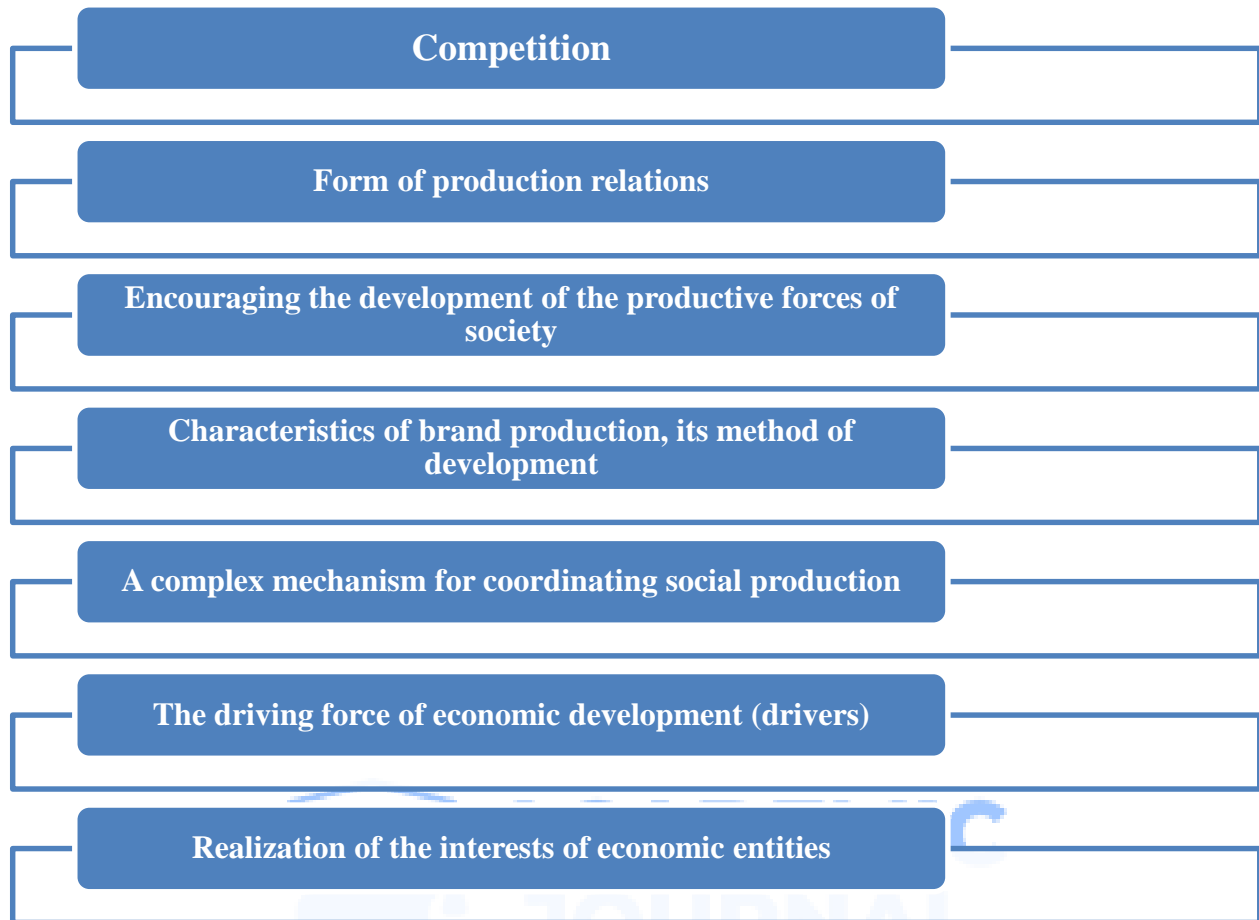 Competition
Form of production relations
Encouraging the development of the productive forces of
society
Characteristics of brand production, its method of
development
A complex mechanism for coordinating social production
The driving force of economic development (drivers)
Realization of the interests of economic entities
JOURNAL